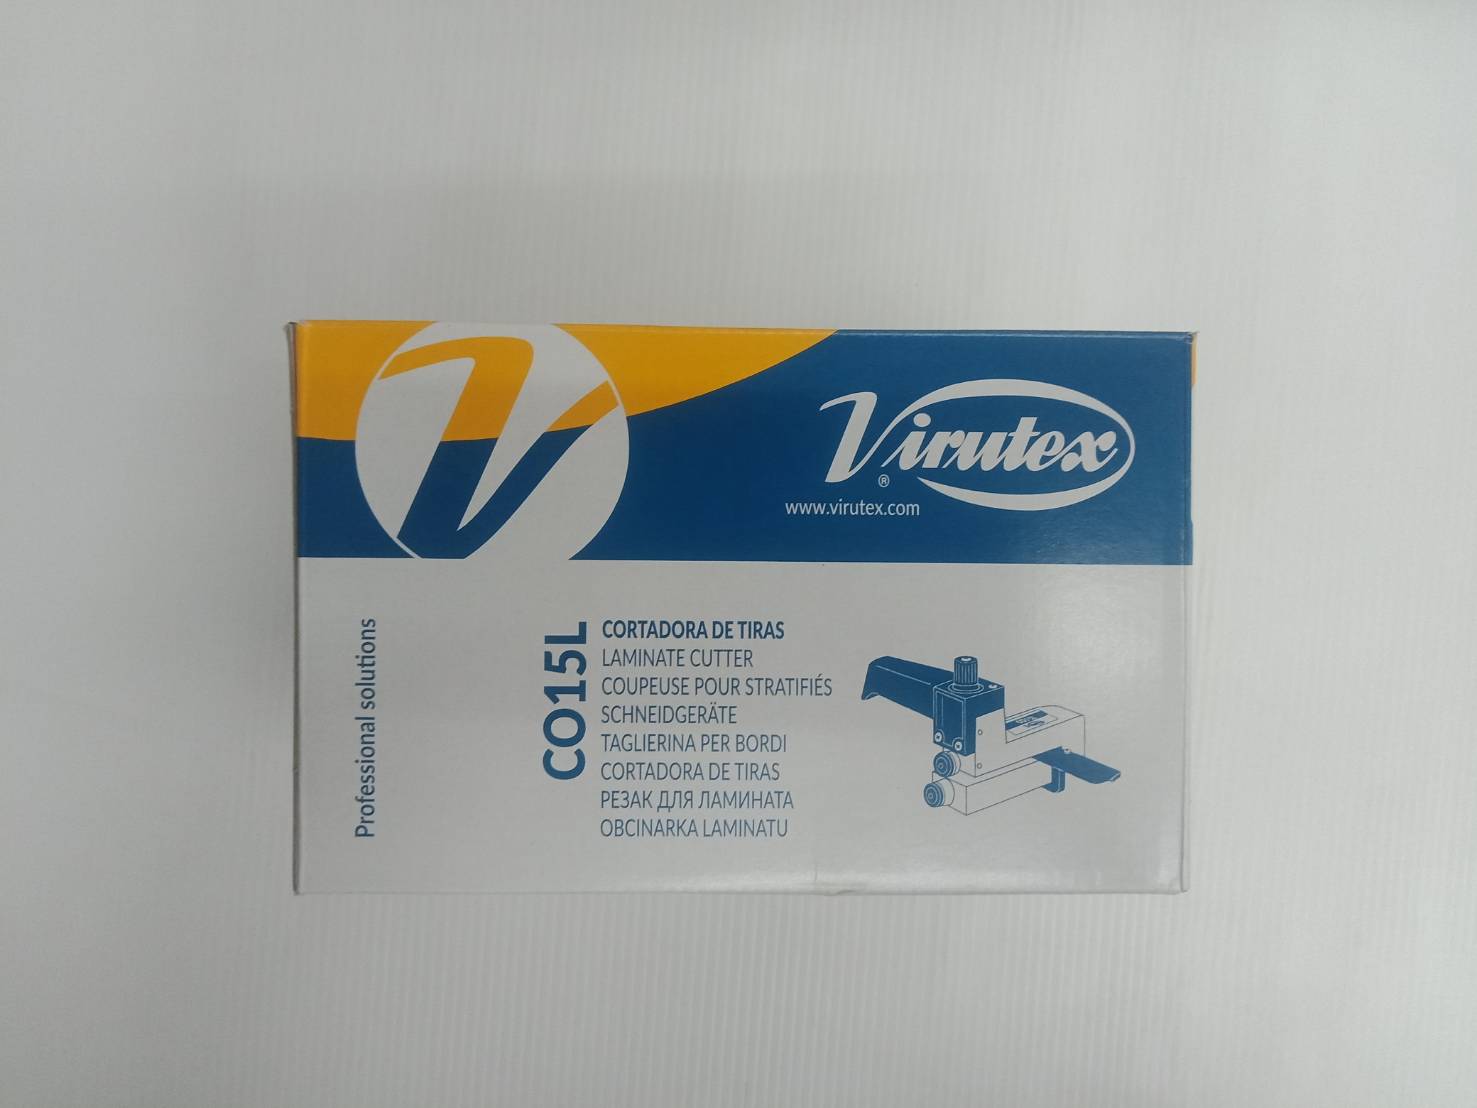 Virutex
®
www.virutex.com
Professional solutions
CO15L
CORTADORA DE TIRAS
LAMINATE CUTTER
COUPEUSE POUR STRATIFIÉS
SCHNEIDGERÄTE
TAGLIERINA PER BORDI
CORTADORA DE TIRAS
РЕЗАК ДЛЯ ЛАМИНАТА
OBCINARKA LAMINATU